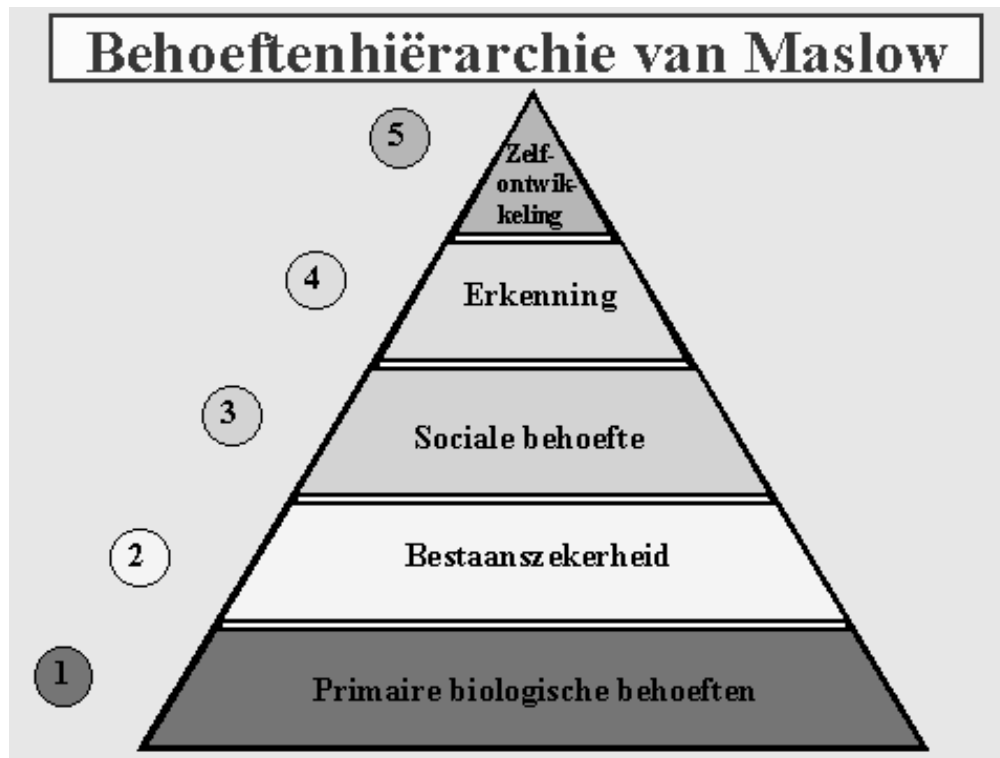 Behoeftenhiërarchie van Maslow
5
Zelf-
ontwik-
keling
4
Erkenning
3
Sociale behoefte
2
Bestaanszekerheid
1
Primaire biologische behoeften